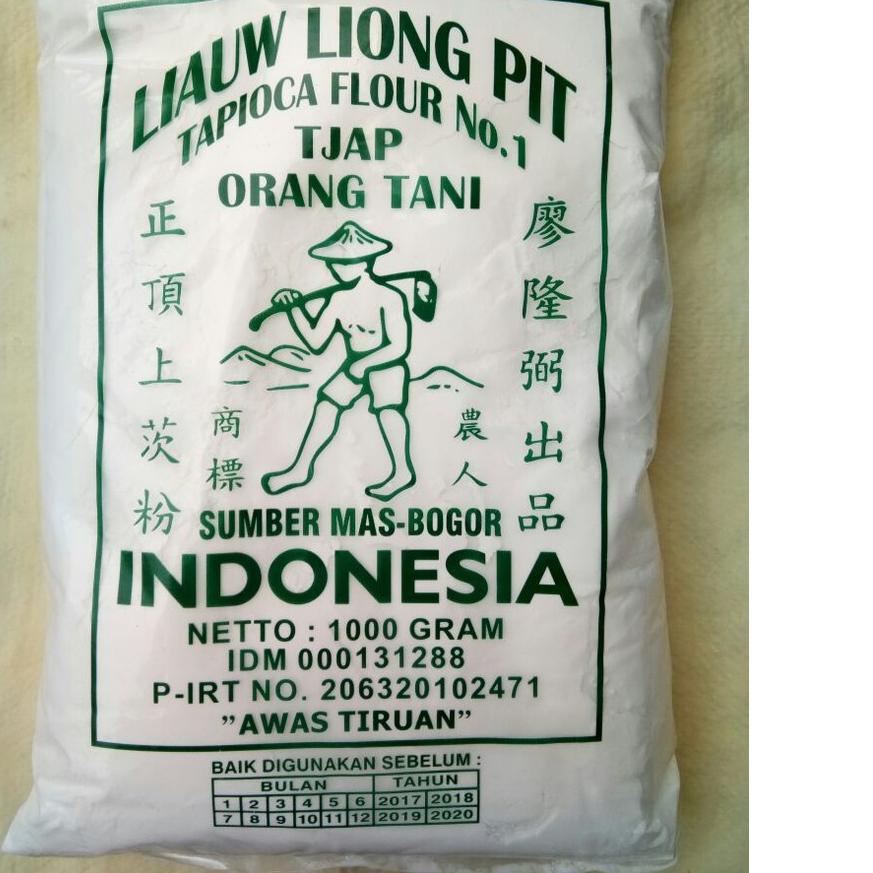 LIAUW LIONG PIT
TAPIOCA FLOUR No.1
TJAP
ORANG TANI
正頂上茨粉
商標
農人
廖隆弼出品
SUMBER MAS-BOGOR
INDONESIA
NETTO : 1000 GRAM
IDM 000131288
P-IRT NO. 206320102471
”AWAS TIRUAN”
BAIK DIGUNAKAN SEBELUM :
BULAN TAHUN
1 2 3 4 5 6 2017 2018
7 8 9 10 11 12 2019 2020